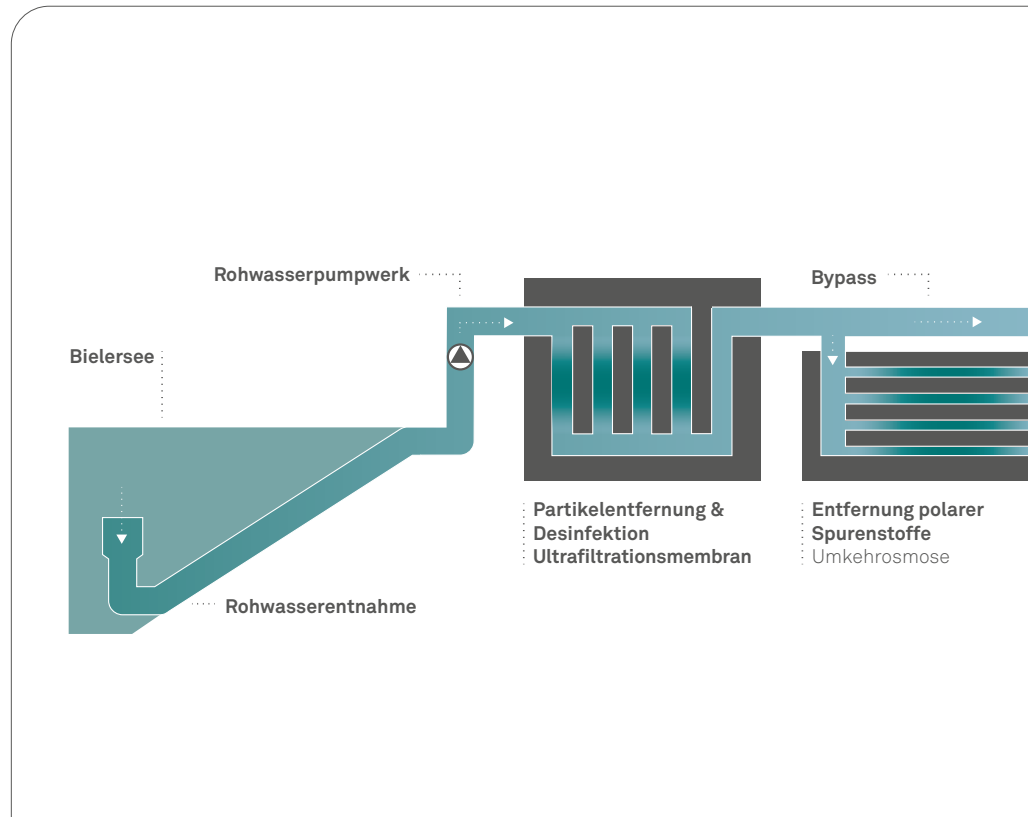 Rohwasserpumpwerk
Bypass
Bielersee
Partikelentfernung &
Desinfektion
Ultrafiltrationsmembran
Entfernung polarer
Spurenstoffe
Umkehrosmose
Rohwasserentnahme